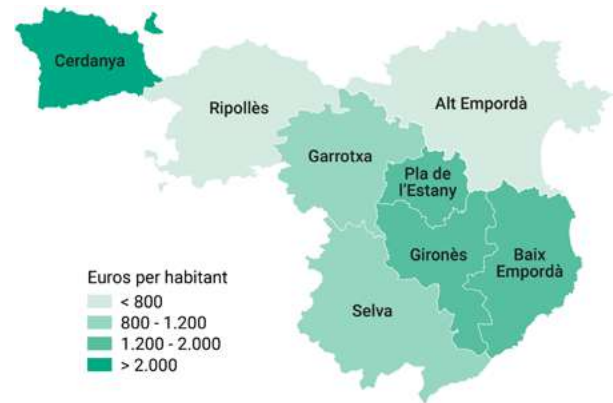 Cerdanya
Ripollès
Alt Empordà
Garrotxa
Pla de
l'Estany
Gironès
Baix
Empordà
Selva
Euros per habitant
< 800
800 - 1.200
1.200 - 2.000
> 2.000